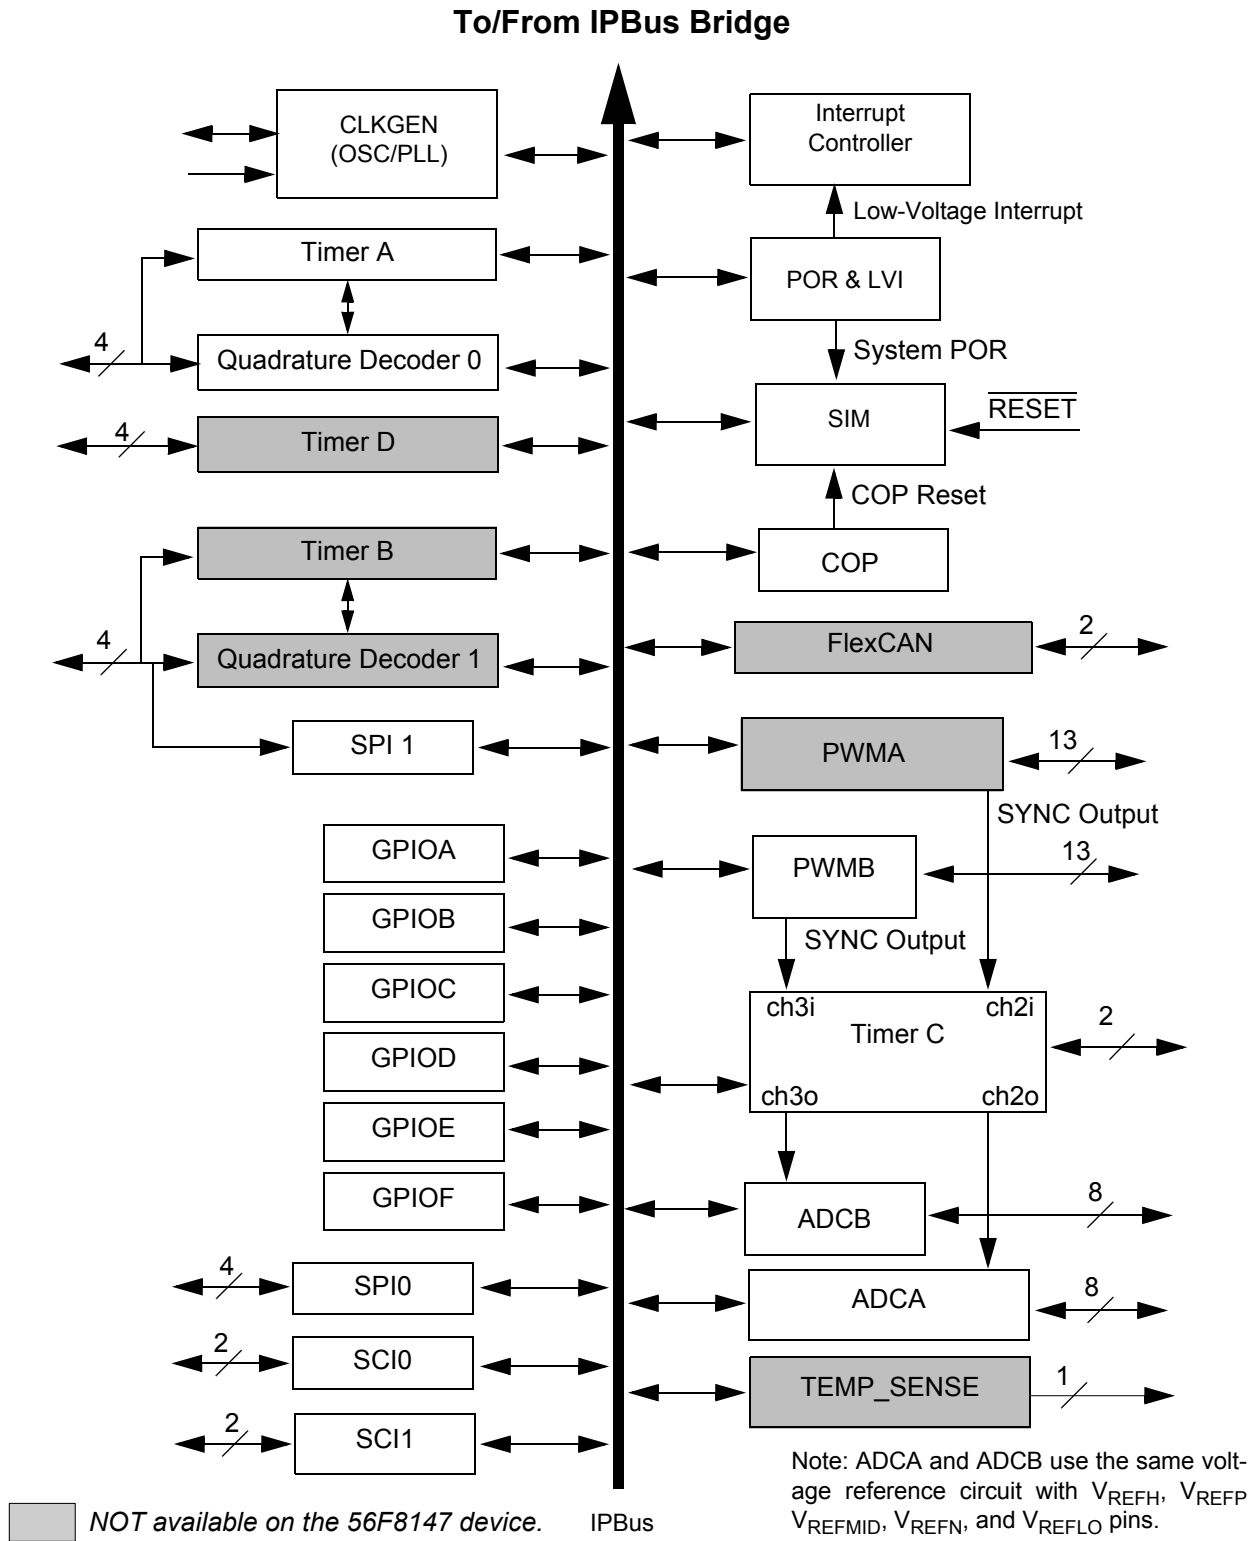 To/From IPBus Bridge
CLKGEN
(OSC/PLL)
Interrupt
Controller
Low-Voltage Interrupt
Timer A
POR & LVI
4
Quadrature Decoder 0
System POR
SIM
RESET
4
Timer D
COP Reset
Timer B
COP
4
Quadrature Decoder 1
FlexCAN
2
SPI 1
PWMA
13
SYNC Output
GPIOA
PWMB
13
GPIOB
SYNC Output
GPIOC
ch3i
ch2i
Timer C
2
GPIOD
ch3o
ch2o
GPIOE
GPIOF
ADCB
8
4
SPI0
ADCA
8
2
SCI0
TEMP_SENSE
1
2
SCI1
Note: ADCA and ADCB use the same volt-
age reference circuit with VREFH, VREFP
VREFMID, VREFN, and VREFLO pins.
NOT available on the 56F8147 device.
IPBus